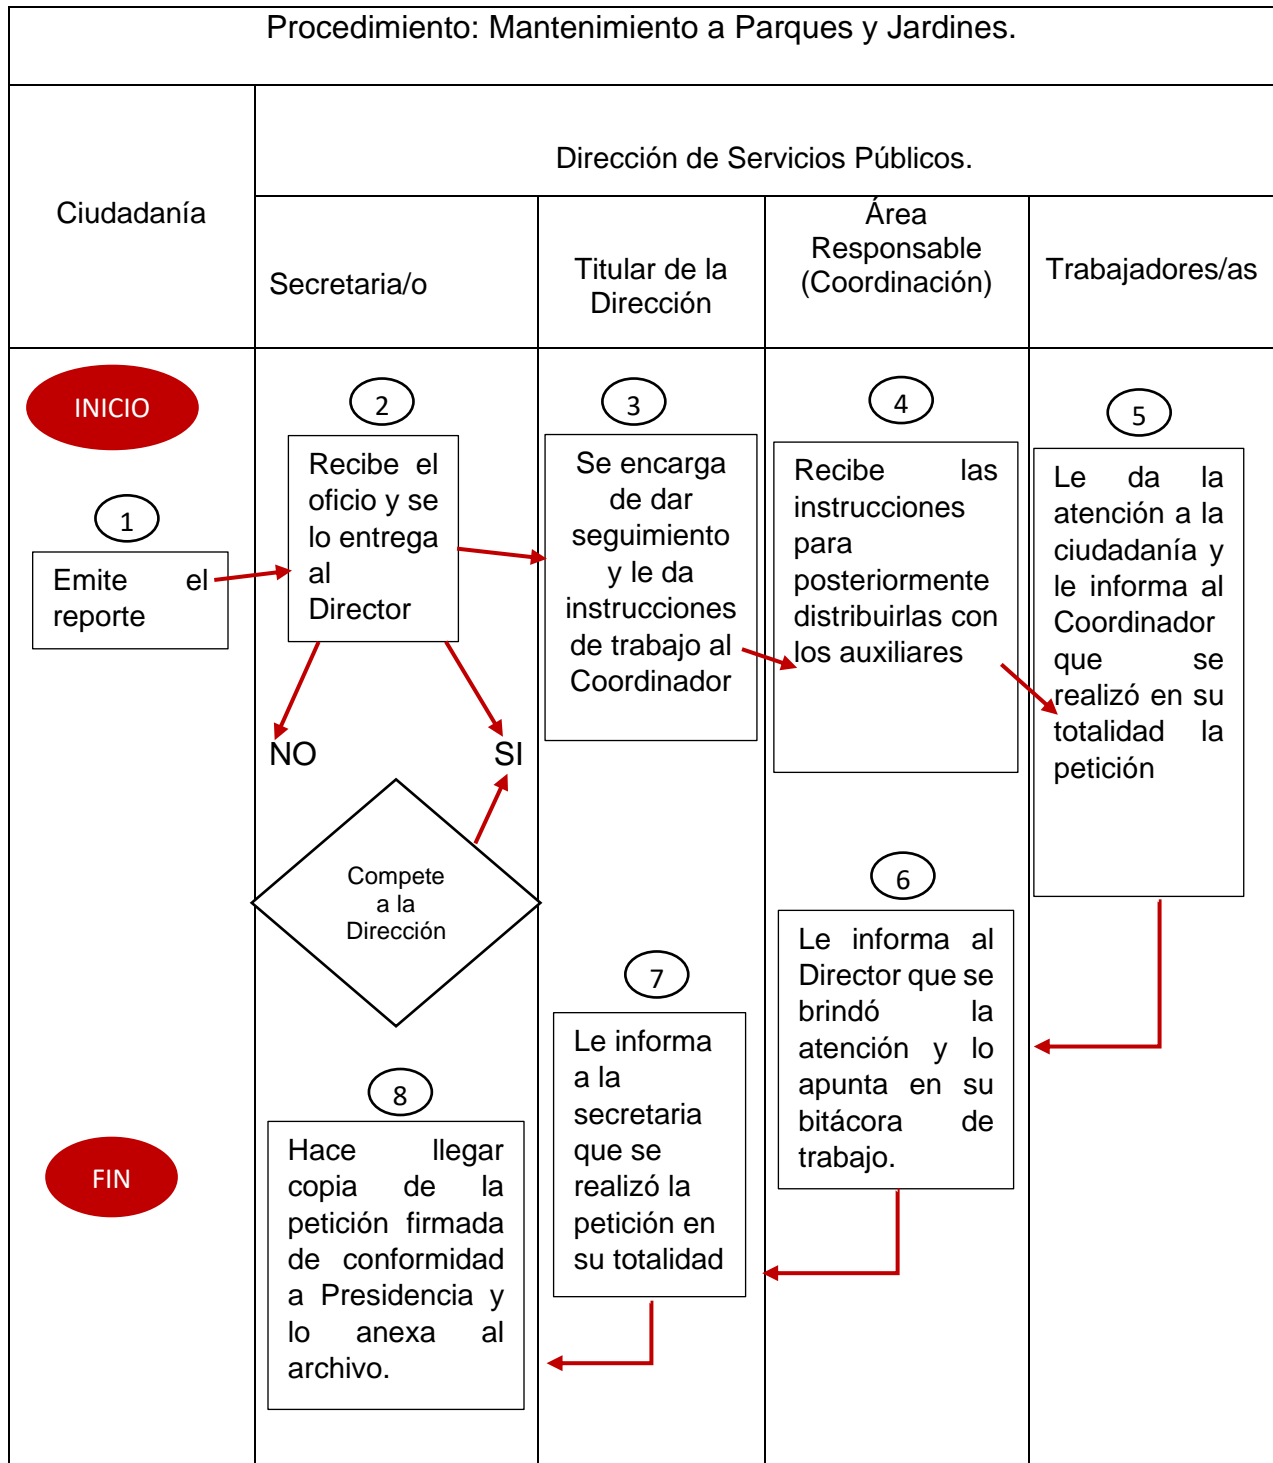 Procedimiento: Mantenimiento a Parques y Jardines.
Ciudadanía
Dirección de Servicios Públicos.
Secretaria/o
Titular de la
Dirección
Área
Responsable
(Coordinación)
Trabajadores/as
INICIO
1
Emite el
reporte
2
Recibe el
oficio y se
lo entrega
al
Director
NO
SI
Compete
a la
Dirección
3
Se encarga
de dar
seguimiento
y le da
instrucciones
de trabajo al
Coordinador
4
Recibe las
instrucciones
para
posteriormente
distribuirlas con
los auxiliares
5
Le da la
atención a la
ciudadanía y
le informa al
Coordinador
que se
realizó en su
totalidad la
petición
6
Le informa al
Director que se
brindó la
atención y lo
apunta en su
bitácora de
trabajo.
7
Le informa
a la
secretaria
que se
realizó la
petición en
su totalidad
8
Hace llegar
copia de la
petición firmada
de conformidad
a Presidencia y
lo anexa al
archivo.
FIN